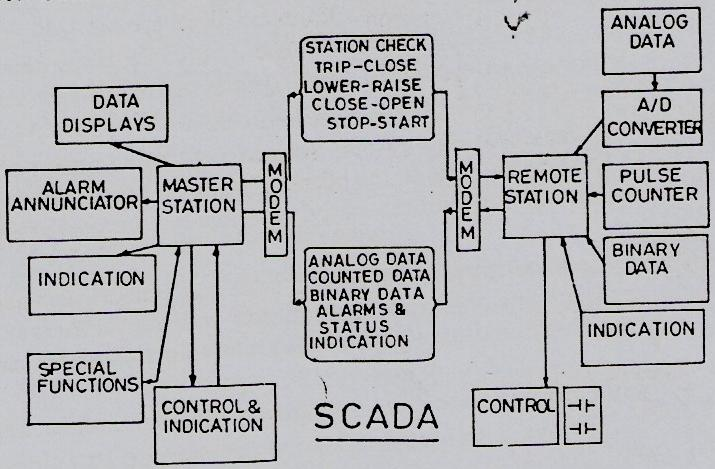 STATION CHECK
TRIP-CLOSE
LOWER-RAISE
CLOSE-OPEN
STOP-START
ANALOG
DATA
A/D
CONVERTER
DATA
DISPLAYS
ALARM
ANNUNCIATOR
MASTER
STATION
MODEM
MODEM
REMOTE
STATION
PULSE
COUNTER
BINARY
DATA
INDICATION
ANALOG DATA
COUNTED DATA
BINARY DATA
ALARMS &
STATUS
INDICATION
INDICATION
SPECIAL
FUNCTIONS
CONTROL &
INDICATION
SCADA
CONTROL